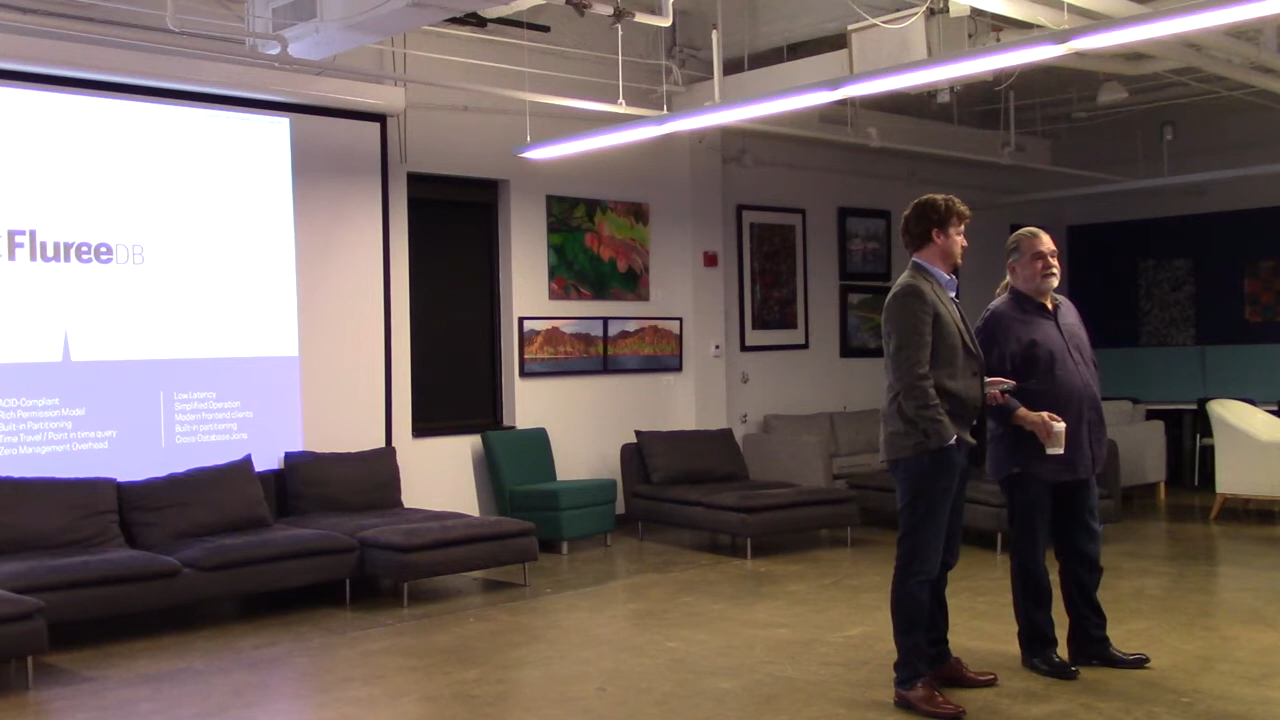 FlureeDB
ACID-Compliant
Rich Permission Model
Built-in Partitioning
Time Travel / Point in time query
Zero Management Overhead
Low Latency
Simplified Operation
Modern frontend clients
Built-in partitioning
Cross-Database Joins